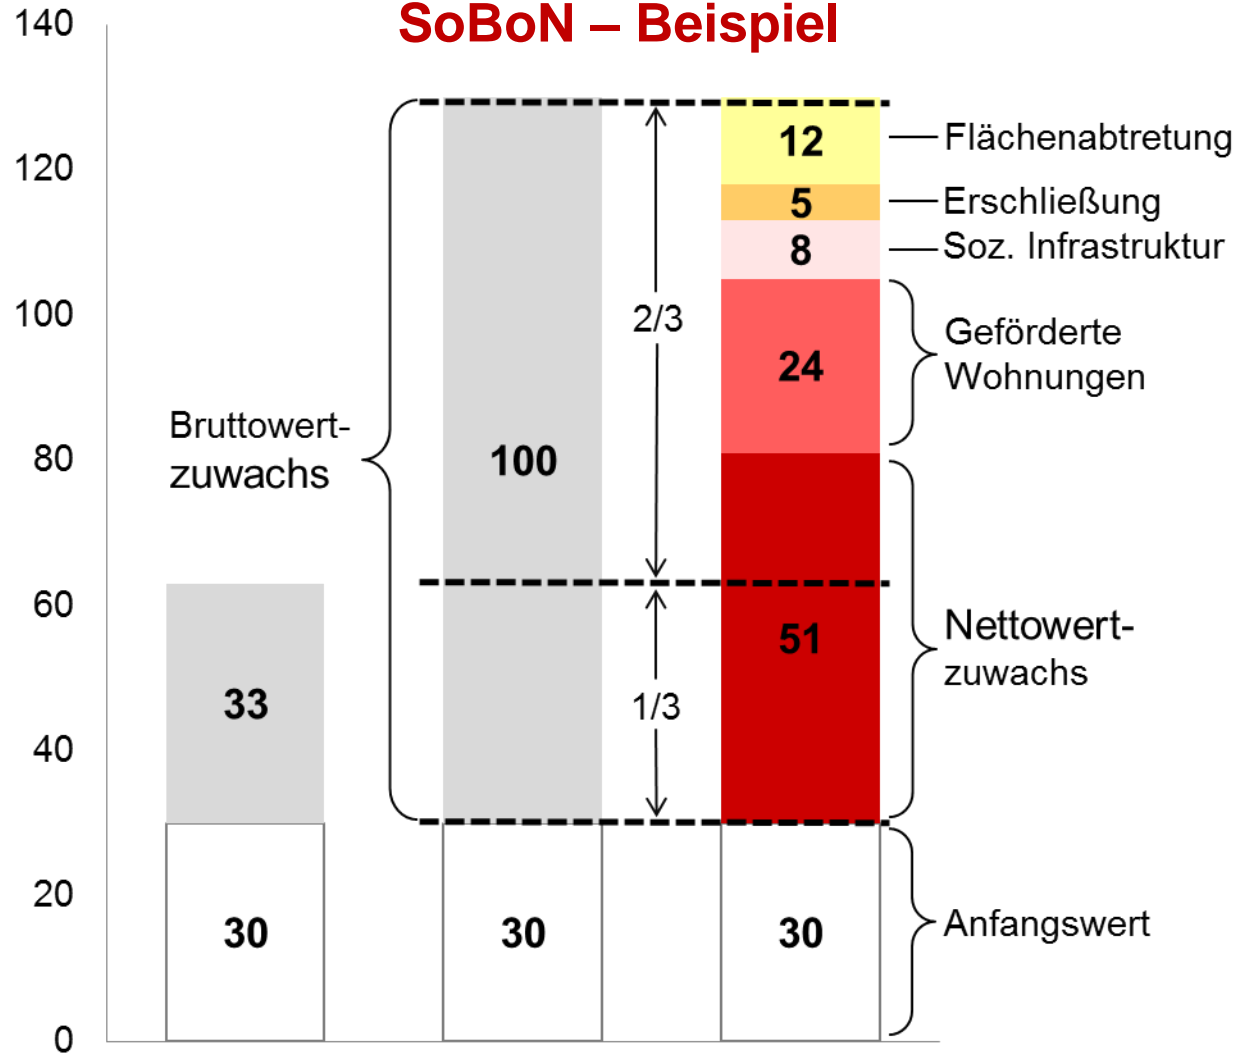 SoBoN – Beispiel
140
120
100
80
60
40
20
0
Bruttowert-
zuwachs
33
30
100
30
2/3
1/3
12
5
8
24
51
30
Flächenabtretung
Erschließung
Soz. Infrastruktur
Geförderte
Wohnungen
Nettowert-
zuwachs
Anfangswert